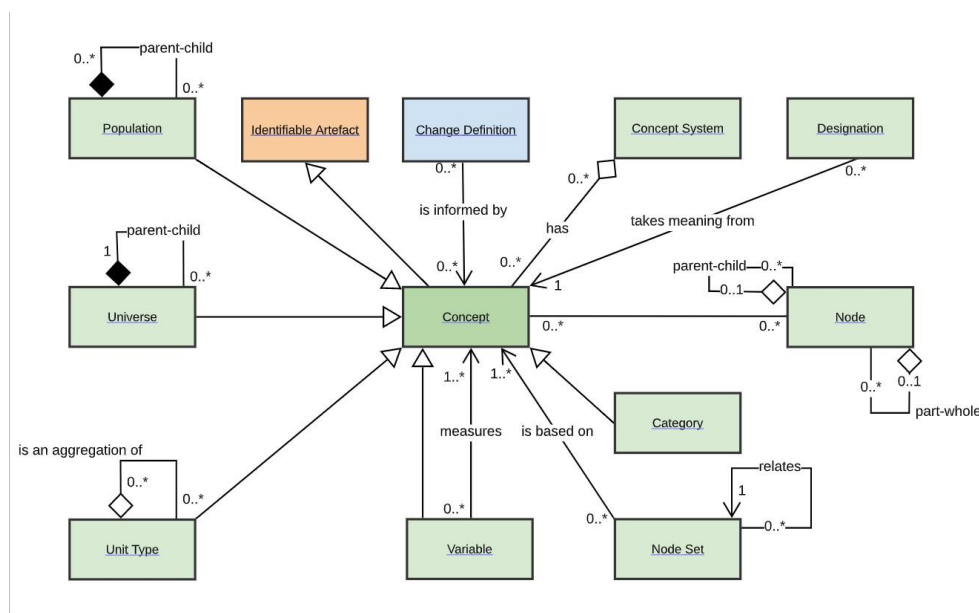 parent-child
0..*
0..*
Population
Identifiable Artefact
Change Definition
Concept System
Designation
0..*
0..*
0..*
is informed by
takes meaning from
has
parent-child
1
0..*
0..*
0..*
1
parent-child
0..*
0..1
Universe
Concept
Node
0..*
0..*
0..*
0..1
part-whole
1..*
1..*
measures
is based on
Category
is an aggregation of
0..*
0..*
relates
1
0..*
0..*
0..*
Unit Type
Variable
Node Set